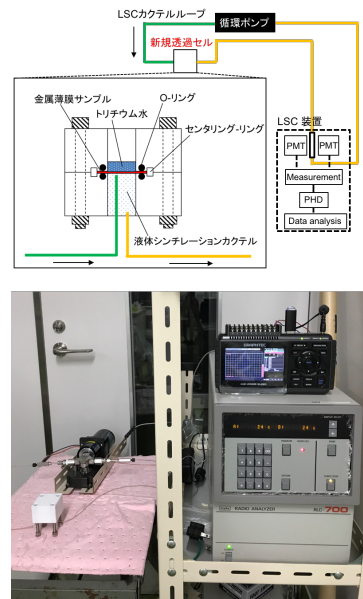 LSCカクテルループ
循環ポンプ
新規透過セル
金属薄膜サンプル
O-リング
トリチウム水
センタリング-リング
液体シンチレーションカクテル
LSC 装置
PMT
PMT
Measurement
PHD
Data analysis
GRAPHTEC
RADIO ANALYZER
RLC-700